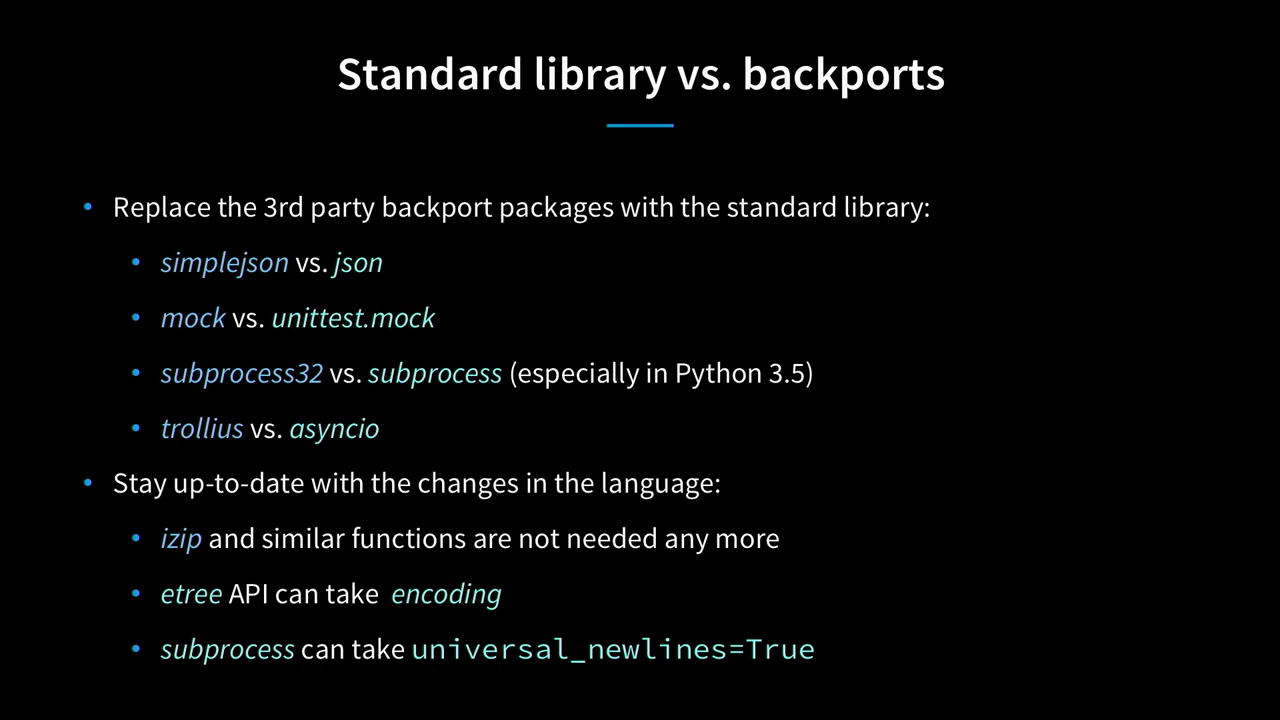 Standard library vs. backports
• Replace the 3rd party backport packages with the standard library:
• simplejson vs. json
• mock vs. unittest.mock
• subprocess32 vs. subprocess (especially in Python 3.5)
• trollius vs. asyncio
• Stay up-to-date with the changes in the language:
• izip and similar functions are not needed any more
• etree API can take encoding
• subprocess can take universal_newlines=True